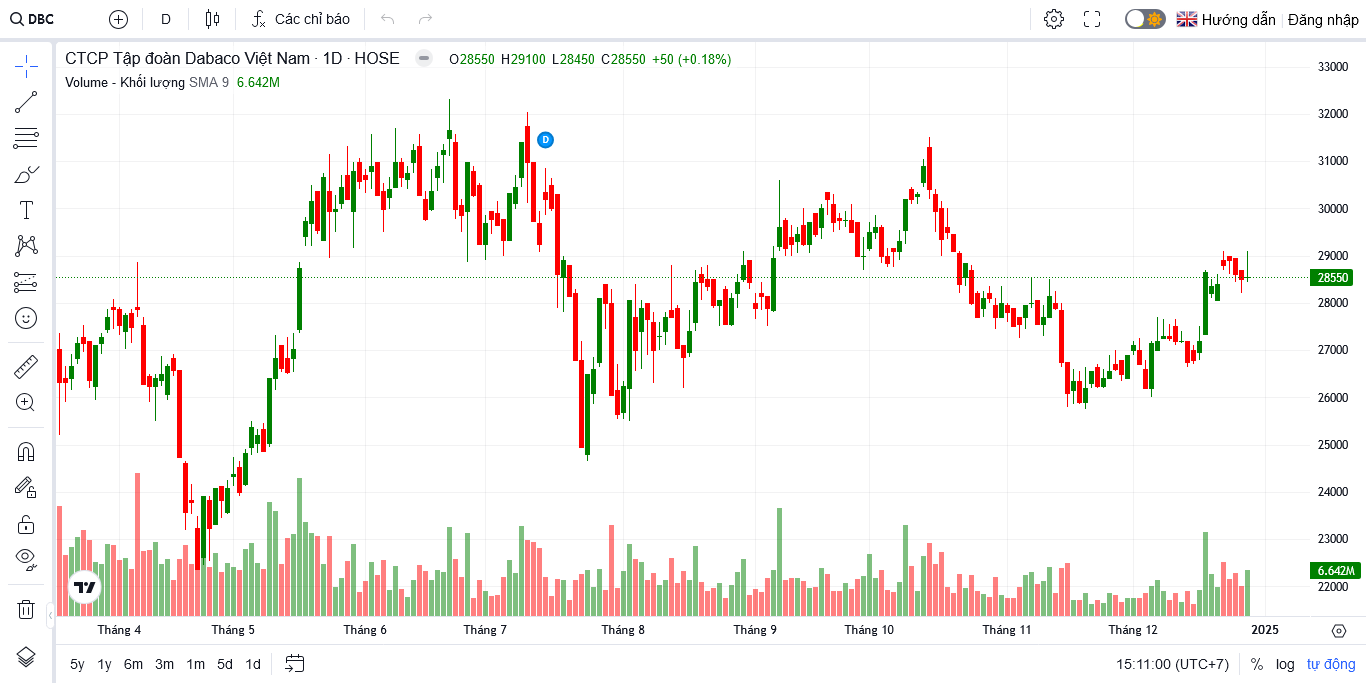 DBC D Các chỉ báo Hướng dẫn Đăng nhập
CTCP Tập đoàn Dabaco Việt Nam · 1D · HOSE O28550 H29100 L28450 C28550 +50 (+0.18%)
Volume - Khối lượng SMA 9 6.642M
33000
32000
31000
30000
29000
28550
28000
27000
26000
25000
24000
23000
6.642M
22000
D
Tháng 4 Tháng 5 Tháng 6 Tháng 7 Tháng 8 Tháng 9 Tháng 10 Tháng 11 Tháng 12 2025
5y 1y 6m 3m 1m 5d 1d 15:11:00 (UTC+7) % log tự động